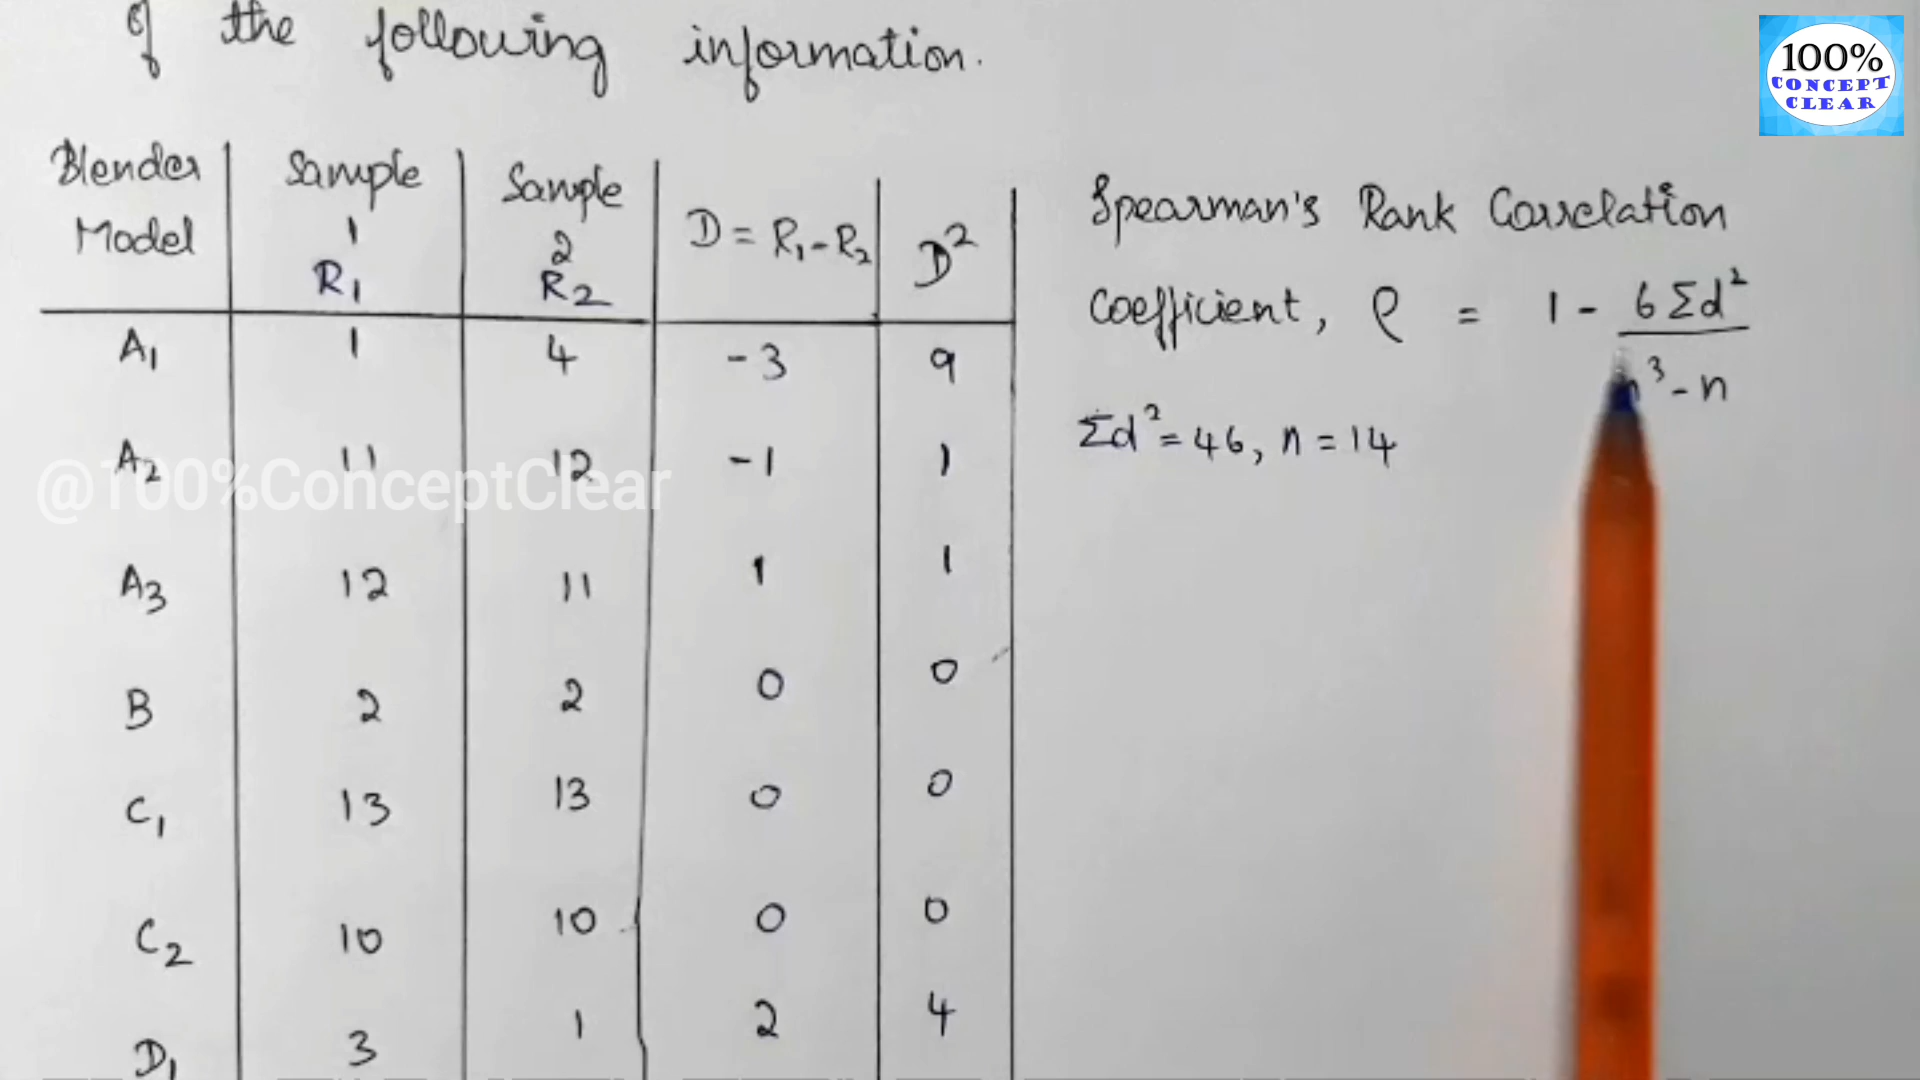 of the following information.
100%
CONCEPT
CLEAR
Blender Model | Sample 1 R₁ | Sample 2 R₂ | D = R₁ - R₂ | D²
A₁ | 1 | 4 | -3 | 9
A₂ | 11 | 12 | -1 | 1
A₃ | 12 | 11 | 1 | 1
B | 2 | 2 | 0 | 0
C₁ | 13 | 13 | 0 | 0
C₂ | 10 | 10 | 0 | 0
D₁ | 3 | 1 | 2 | 4
@100%ConceptClear
Spearman's Rank Correlation
coefficient, ρ = 1 - 6Σd²
n³ - n
Σd² = 46, n = 14